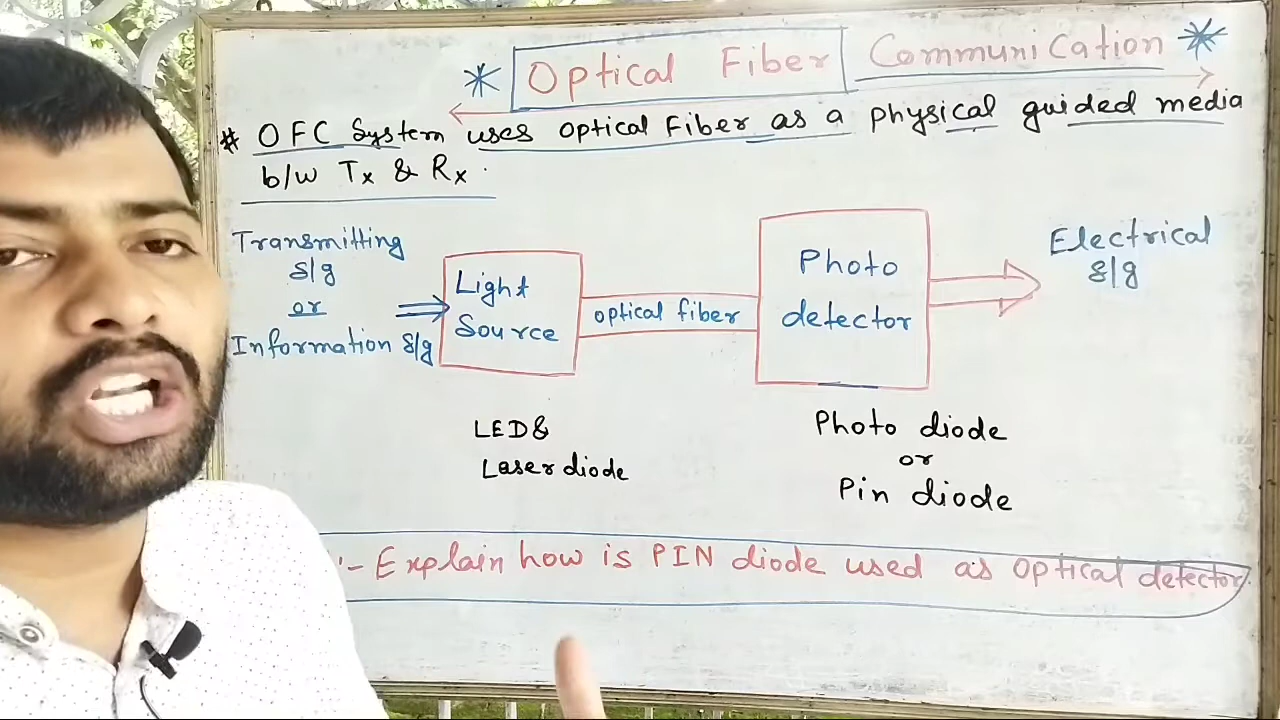 * Optical Fiber Communication *
# OFC System uses optical Fiber as a physical guided media
b/w Tx & Rx.
Transmitting
s/g
or
Information s/g
Light
Source
optical fiber
Photo
detector
Electrical
s/g
LED &
Laser diode
Photo diode
or
Pin diode
:- Explain how is PIN diode used as optical detector.